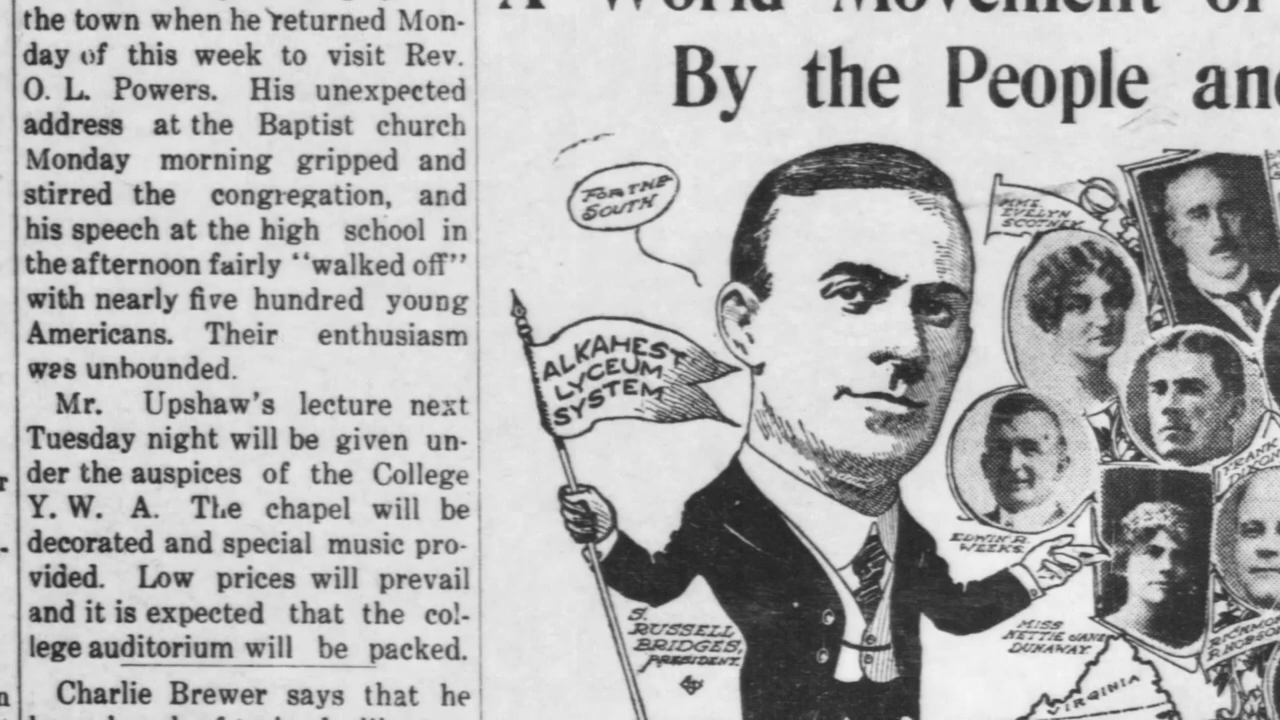 the town when he returned Mon-
day of this week to visit Rev.
O. L. Powers. His unexpected
address at the Baptist church
Monday morning gripped and
stirred the congregation, and
his speech at the high school in
the afternoon fairly "walked off"
with nearly five hundred young
Americans. Their enthusiasm
was unbounded.
Mr. Upshaw's lecture next
Tuesday night will be given un-
der the auspices of the College
Y. W. A. The chapel will be
decorated and special music pro-
vided. Low prices will prevail
and it is expected that the col-
lege auditorium will be packed.
Charlie Brewer says that he
A World Movement
By the People and
FOR THE
SOUTH
ALKAHEST
LYCEUM
SYSTEM
S.
RUSSELL
BRIDGES,
PRESIDENT.
MME.
EVELYN
SCOTNEY
EDWIN R.
WEEKS
MISS
NETTIE JANE
DUNAWAY
FRANK
DIXON
RICHMOND
P. HOBSON
VIRGINIA